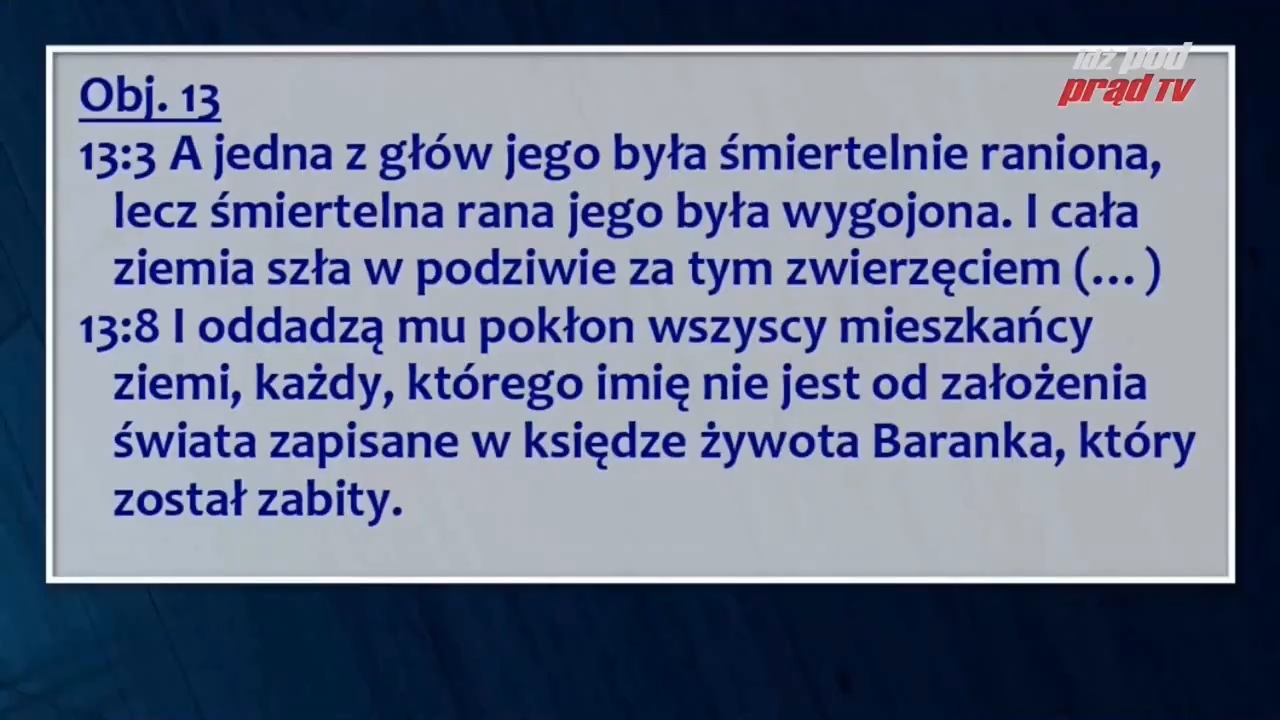 idź pod
prąd TV
Obj. 13
13:3 A jedna z głów jego była śmiertelnie raniona,
lecz śmiertelna rana jego była wygojona. I cała
ziemia szła w podziwie za tym zwierzęciem (... )
13:8 I oddadzą mu pokłon wszyscy mieszkańcy
ziemi, każdy, którego imię nie jest od założenia
świata zapisane w księdze żywota Baranka, który
został zabity.